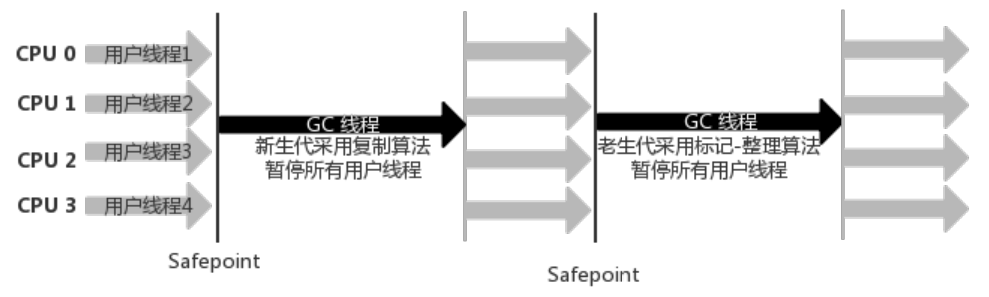 CPU 0 用户线程1
CPU 1 用户线程2
CPU 2 用户线程3
CPU 3 用户线程4
GC 线程
新生代采用复制算法
暂停所有用户线程
GC 线程
老生代采用标记-整理算法
暂停所有用户线程
Safepoint
Safepoint